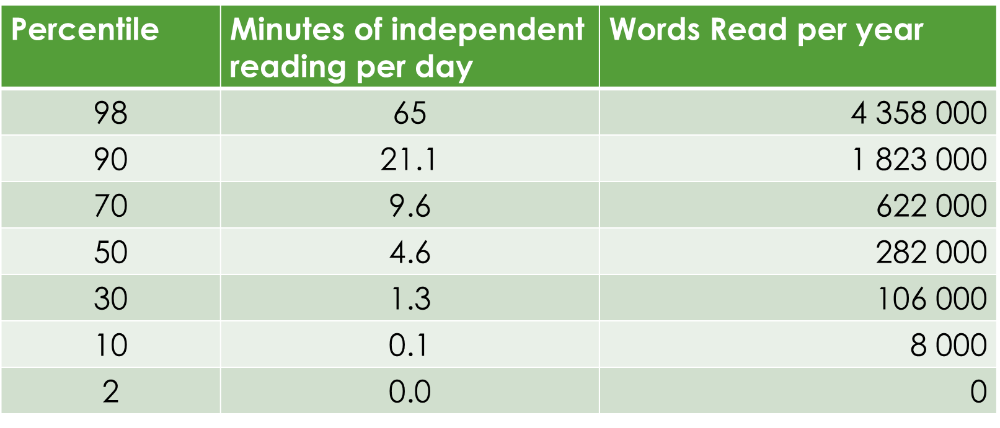 Percentile Minutes of independent Words Read per year
reading per day
98 65 4 358 000
90 21.1 1 823 000
70 9.6 622 000
50 4.6 282 000
30 1.3 106 000
10 0.1 8 000
2 0.0 0